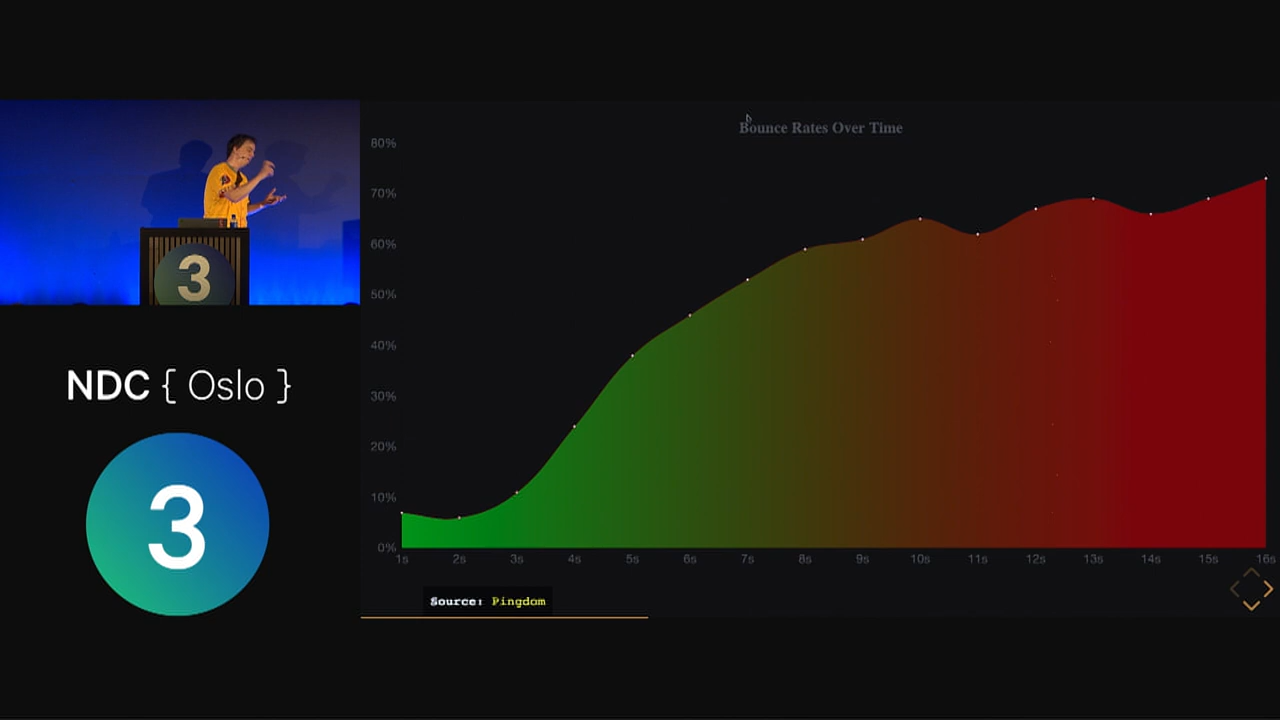 3
NDC { Oslo }
3
Bounce Rates Over Time
80%
70%
60%
50%
40%
30%
20%
10%
0%
1s 2s 3s 4s 5s 6s 7s 8s 9s 10s 11s 12s 13s 14s 15s 16s
Source: Pingdom